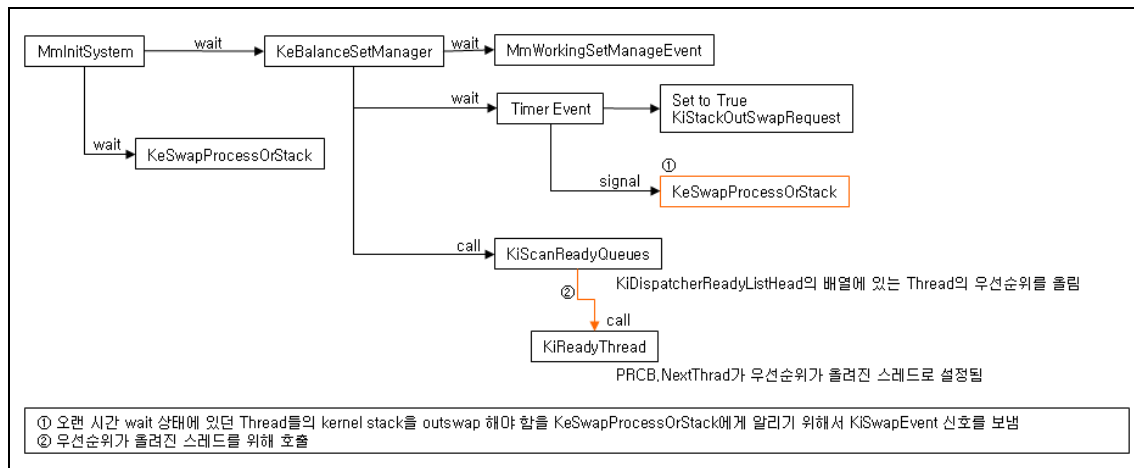 MmInitSystem
wait
KeBalanceSetManager
wait
MmWorkingSetManageEvent
wait
Timer Event
Set to True
KiStackOutSwapRequest
wait
KeSwapProcessOrStack
①
signal
KeSwapProcessOrStack
call
KiScanReadyQueues
KiDispatcherReadyListHead의 배열에 있는 Thread의 우선순위를 올림
②
call
KiReadyThread
PRCB.NextThrad가 우선순위가 올려진 스레드로 설정됨
① 오랜 시간 wait 상태에 있던 Thread들의 kernel stack을 outswap 해야 함을 KeSwapProcessOrStack에게 알리기 위해서 KiSwapEvent 신호를 보냄
② 우선순위가 올려진 스레드를 위해 호출